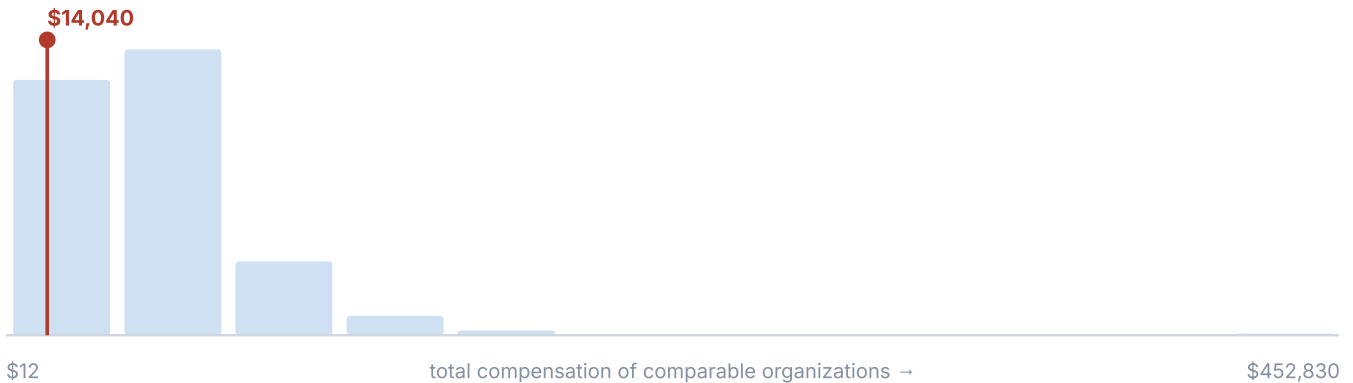 $14,040
$12 total compensation of comparable organizations → $452,830